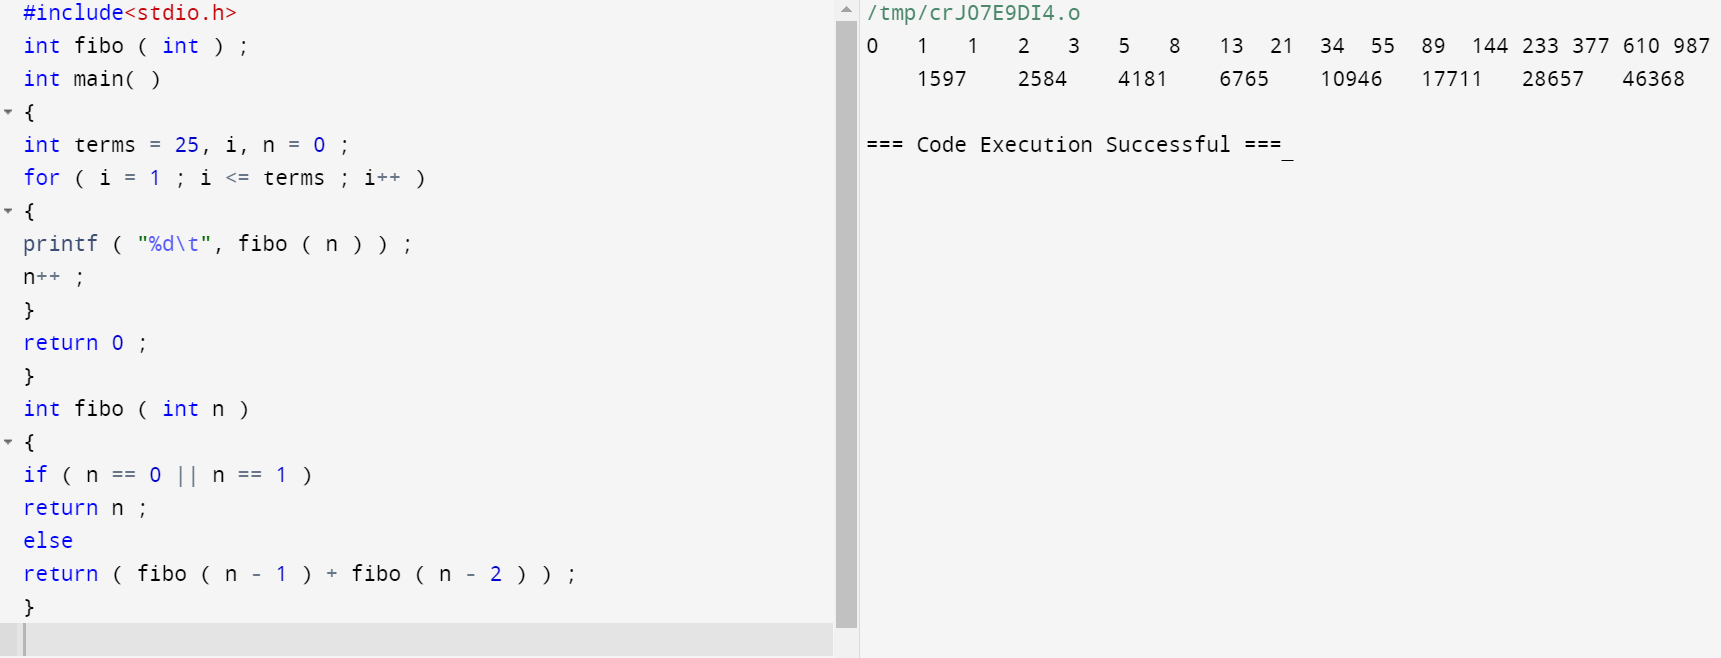 #include<stdio.h>
int fibo ( int ) ;
int main( )
{
int terms = 25, i, n = 0 ;
for ( i = 1 ; i <= terms ; i++ )
{
printf ( "%d\t", fibo ( n ) ) ;
n++ ;
}
return 0 ;
}
int fibo ( int n )
{
if ( n == 0 || n == 1 )
return n ;
else
return ( fibo ( n - 1 ) + fibo ( n - 2 ) ) ;
}
/tmp/crJ07E9DI4.o
0 1 1 2 3 5 8 13 21 34 55 89 144 233 377 610 987
1597 2584 4181 6765 10946 17711 28657 46368
=== Code Execution Successful ===_